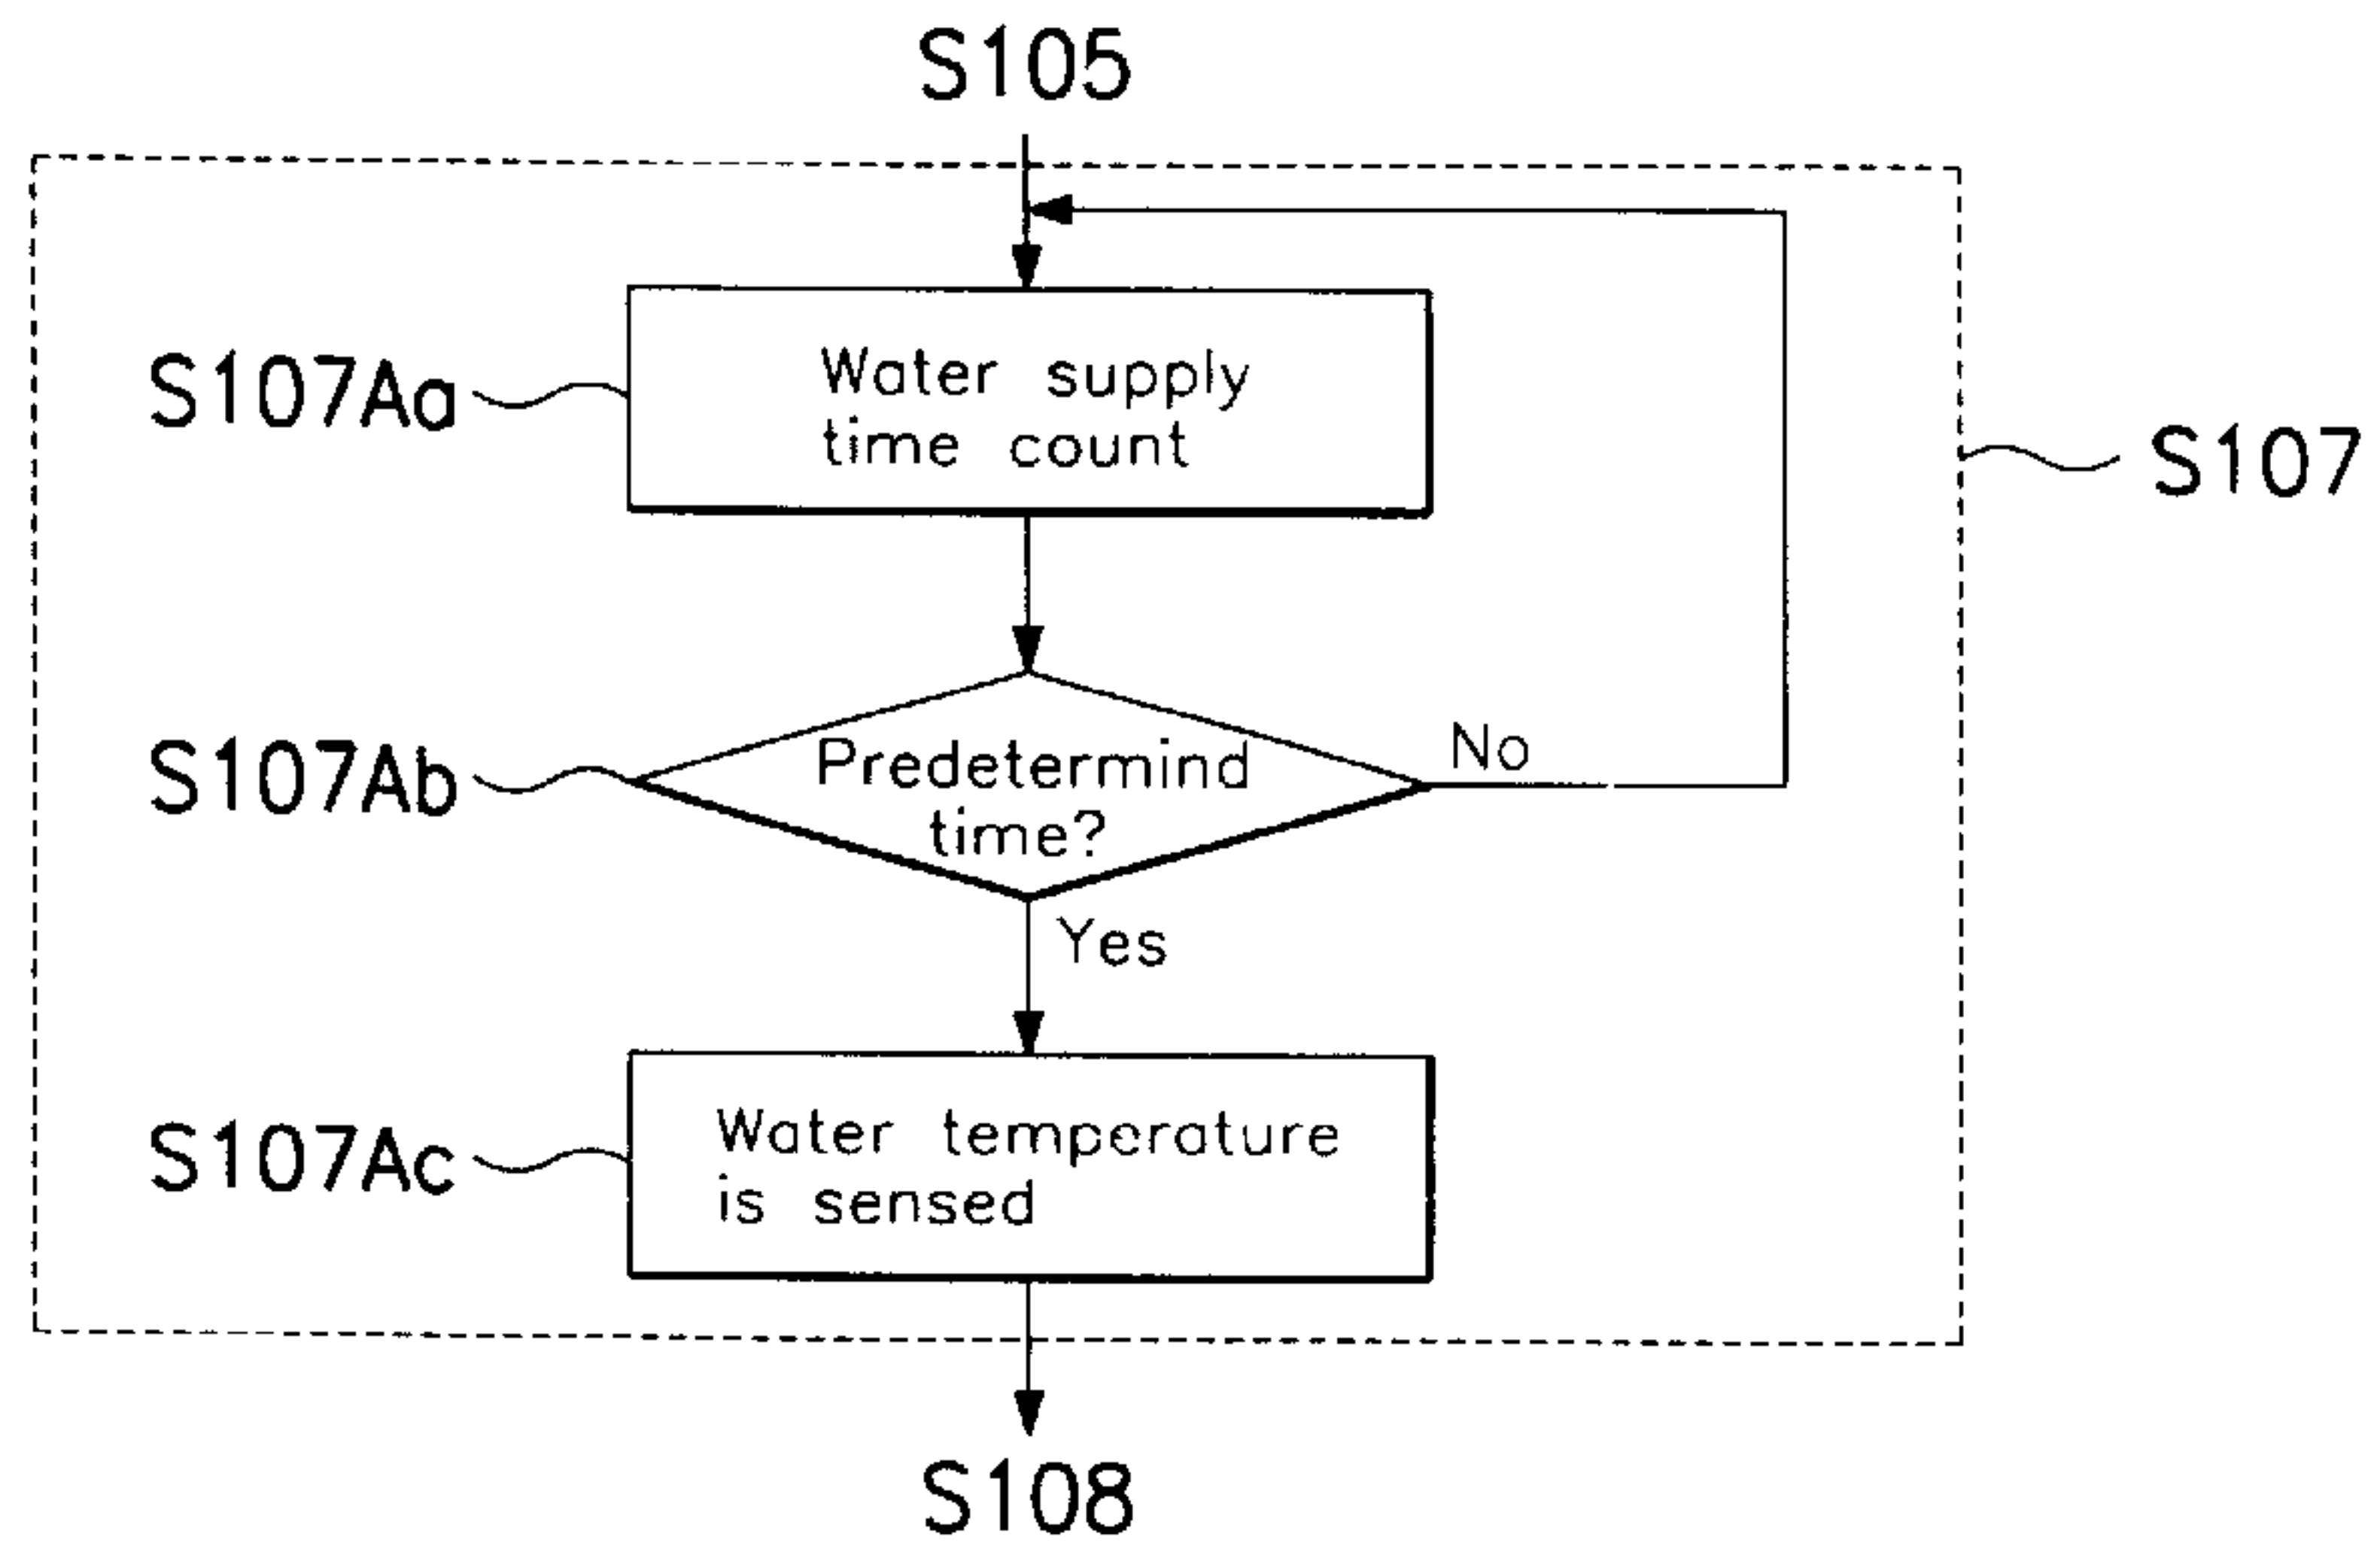 S105
S107Aa
Water supply
time count
S107
S107Ab
Predetermind
time?
No
Yes
S107Ac
Water temperature
is sensed
S108